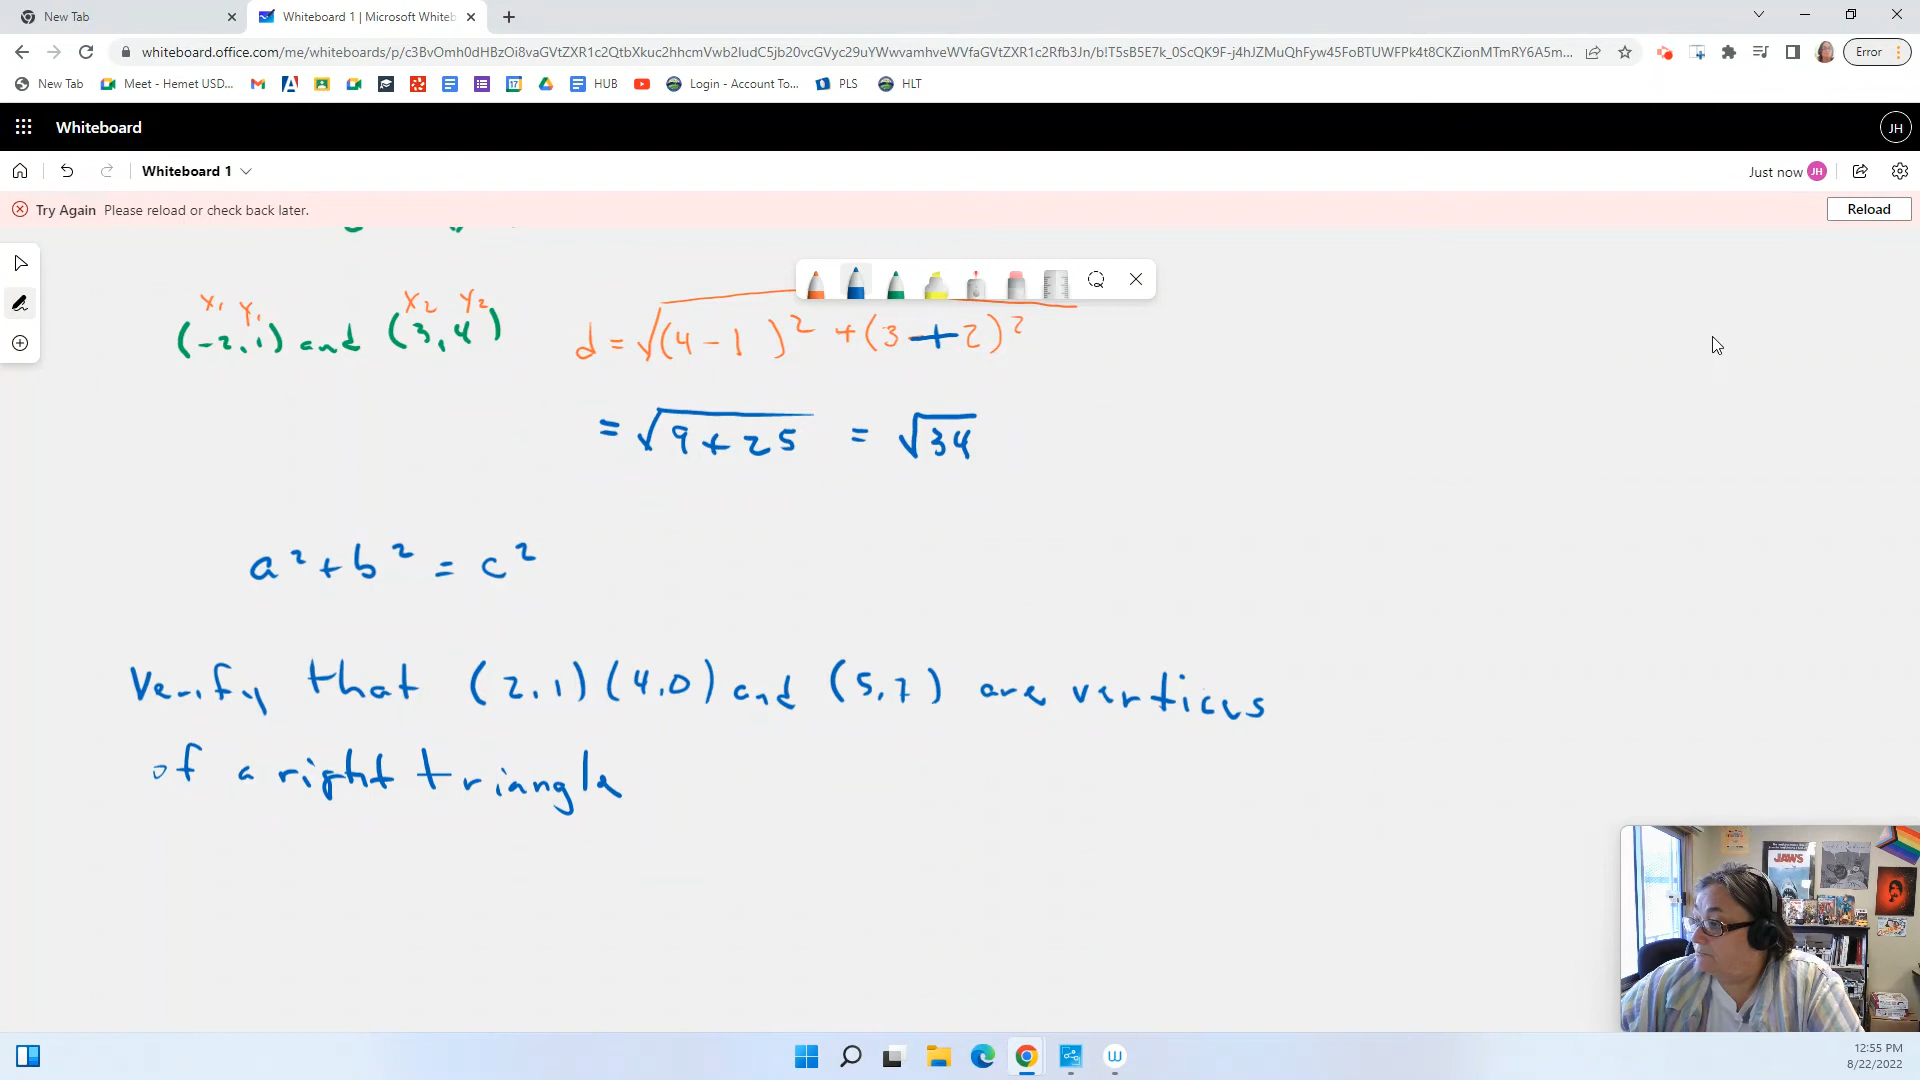 New Tab
Whiteboard 1 | Microsoft Whiteb
whiteboard.office.com/me/whiteboards/p/c3BvOmh0dHBzOi8vaGVtZXR1c2QtbXkuc2hhcmVwb2ludC5jb20vcGVyc29uYWwvamhveWVfaGVtZXR1c2Rfb3Jn/b!T5sB5E7k_0ScQK9F-j4hJZMuQhFyw45FoBTUWFPk4t8CKZionMTmRY6A5m...
Error
New Tab
Meet - Hemet USD...
HUB
Login - Account To...
PLS
HLT
Whiteboard
JH
Whiteboard 1
Just now JH
Try Again Please reload or check back later.
Reload
x₁ y₁ x₂ y₂
(-2,1) and (3,4)
d = √(4-1)² + (3+2)²
= √9+25 = √34
a²+b² = c²
Verify that (2,1)(4,0) and (5,7) are vertices
of a right triangle
JAWS
12:55 PM
8/22/2022